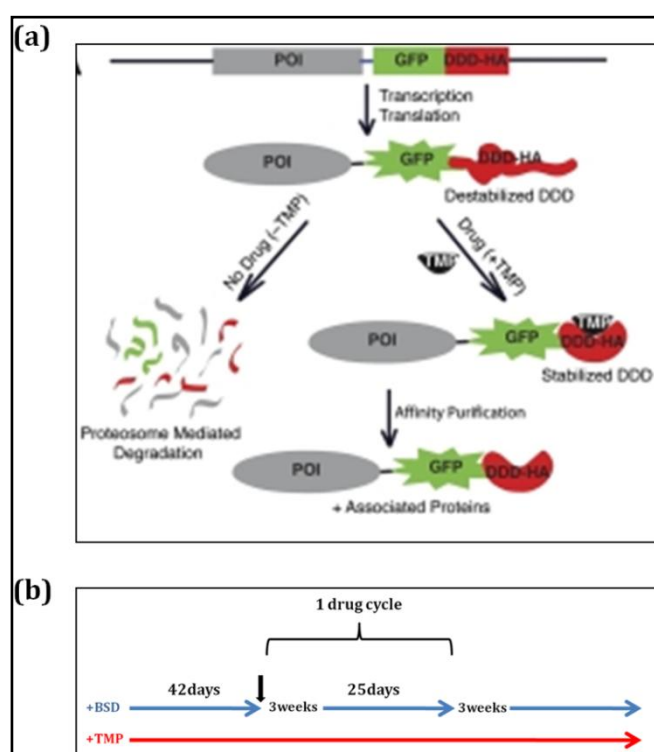 (a)
POI GFP DDD-HA
Transcription
Translation
POI GFP DDD-HA
Destabilized DDD
No Drug (−TMP)
Drug (+TMP)
TMP
TMP
POI GFP DDD-HA
Stabilized DDD
Affinity Purification
Proteosome Mediated
Degradation
POI GFP DDD-HA
+ Associated Proteins
(b)
1 drug cycle
42days 25days
+BSD 3weeks 3weeks
+TMP